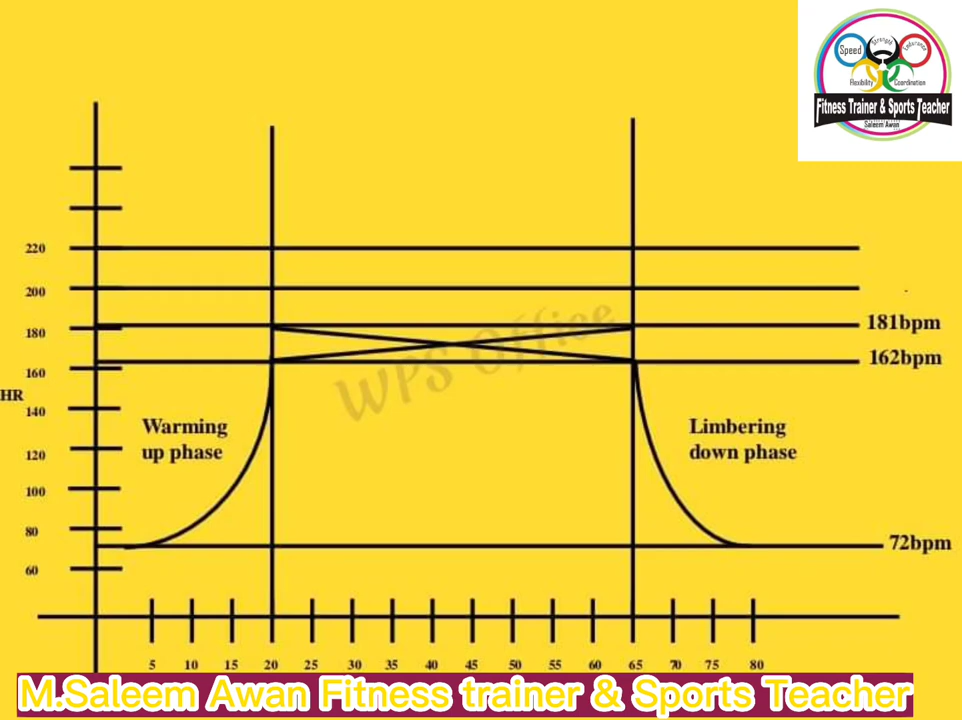 Speed
Strength
Endurance
Flexibility
Coordination
Fitness Trainer & Sports Teacher
Saleem Awan
220
200
181bpm
180
162bpm
160
HR
140
Warming
up phase
Limbering
down phase
120
100
80
72bpm
60
WPS Office
5 10 15 20 25 30 35 40 45 50 55 60 65 70 75 80
M.Saleem Awan Fitness trainer & Sports Teacher